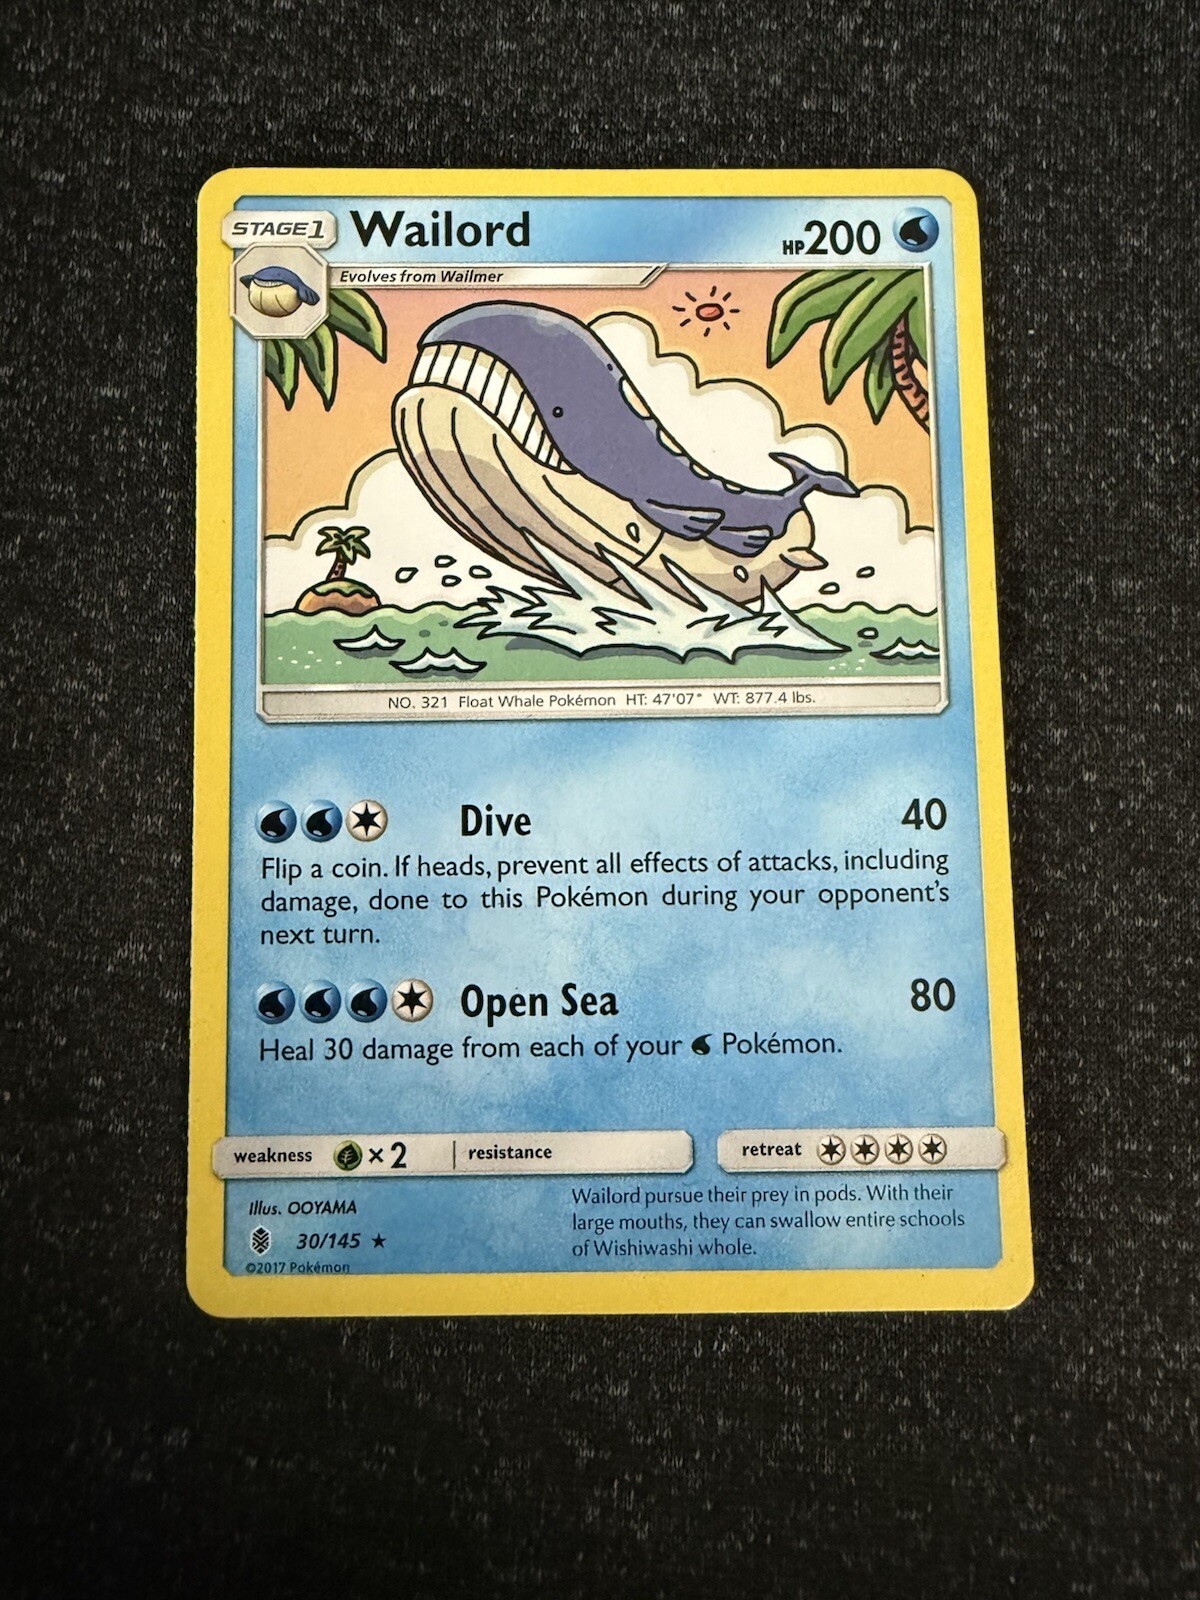 STAGE 1 Wailord HP 200
Evolves from Wailmer
NO. 321 Float Whale Pokémon HT: 47'07" WT: 877.4 lbs.
Dive 40
Flip a coin. If heads, prevent all effects of attacks, including
damage, done to this Pokémon during your opponent's
next turn.
Open Sea 80
Heal 30 damage from each of your Pokémon.
weakness ×2 resistance retreat
Illus. OOYAMA
30/145 ★
©2017 Pokémon
Wailord pursue their prey in pods. With their
large mouths, they can swallow entire schools
of Wishiwashi whole.